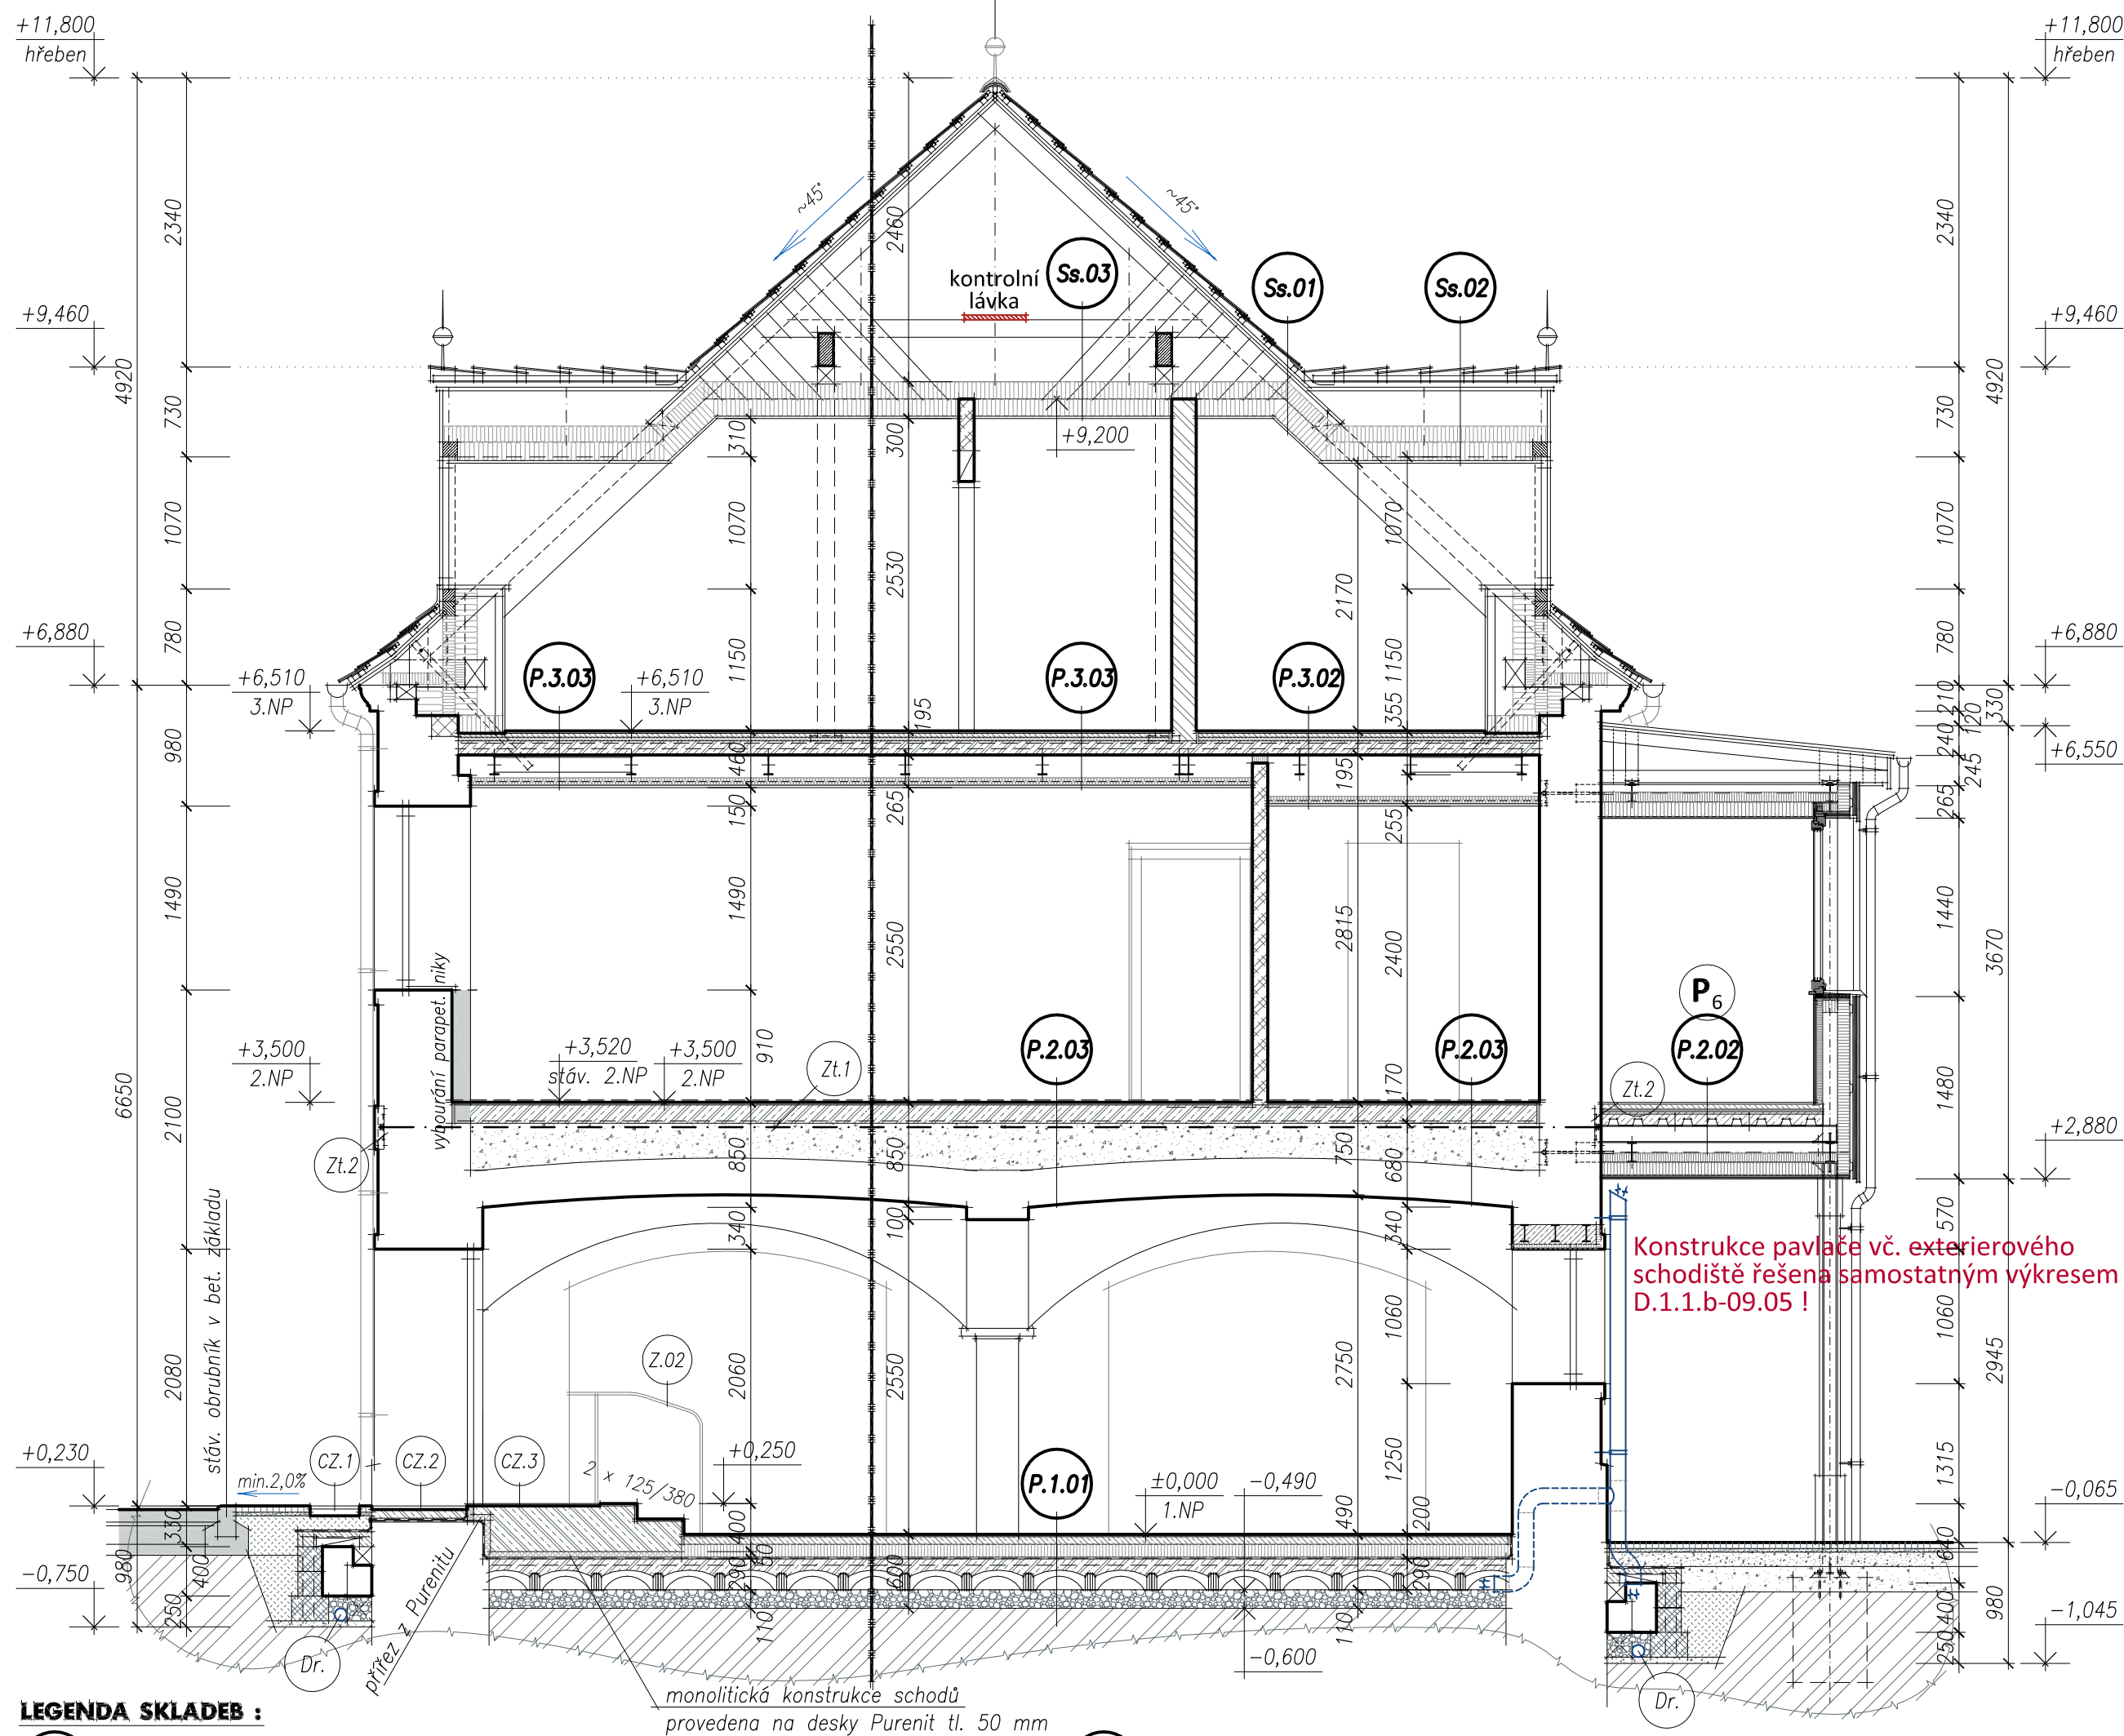 +11,800
hřeben
+11,800
hřeben
~45°
~45°
2340
2460
2340
kontrolní
lávka
Ss.03
Ss.01
Ss.02
+9,460
+9,460
4920
4920
730
310
300
+9,200
730
1070
1070
2530
1070
1070
2170
+6,880
780
1150
1150
780
+6,880
+6,510
3.NP
P.3.03
+6,510
3.NP
P.3.03
P.3.02
195
355
210
330
120
240
980
460
195
245
+6,550
150
265
255
265
1490
1490
2550
2815
2400
1440
3670
vybourání parapet. niky
P6
+3,500
2.NP
+3,520
stáv. 2.NP
+3,500
2.NP
910
Zt.1
P.2.03
P.2.03
P.2.02
Zt.2
6650
2100
170
1480
+2,880
Zt.2
850
850
750
680
340
100
340
570
Konstrukce pavlače vč. exterierového
schodiště řešena samostatným výkresem
D.1.1.b-09.05 !
stáv. obrubník v bet. základu
2080
Z.02
2060
2550
2750
1060
1060
2945
+0,230
CZ.1
CZ.2
CZ.3
2 x 125/380
+0,250
P.1.01
±0,000
1.NP
-0,490
1250
1315
min.2,0%
-0,065
330
400
490
200
640
-0,750
980
400
50
290
600
290
250
přířez z Purenitu
110
110
400
250
980
-1,045
Dr.
-0,600
Dr.
LEGENDA SKLADEB :
monolitická konstrukce schodů
provedena na desky Purenit tl. 50 mm